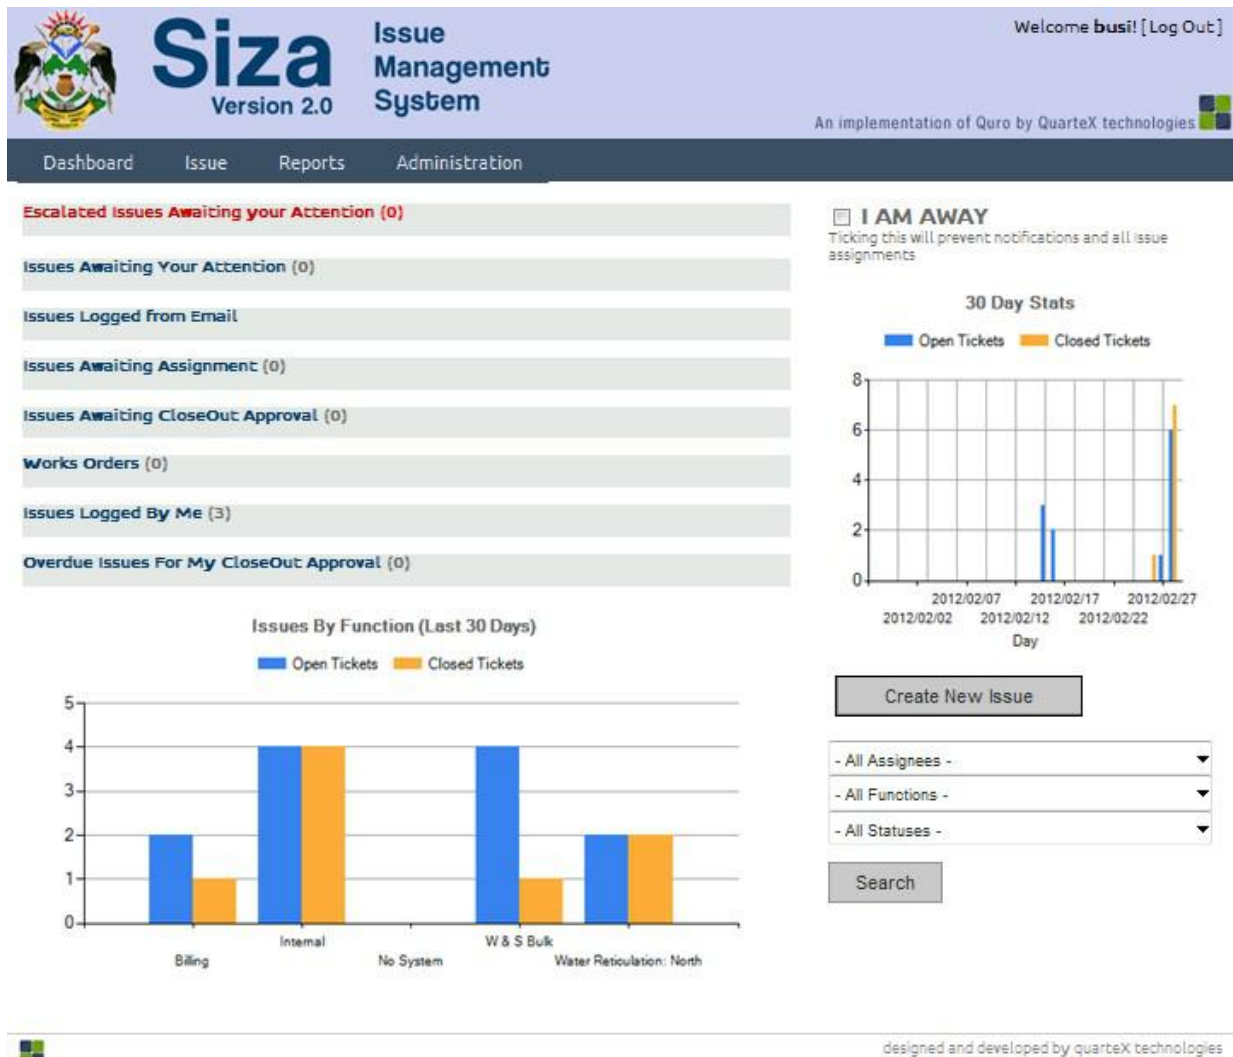 Siza
Version 2.0
Issue
Management
System
Welcome busi! [Log Out]
An implementation of Quro by QuarteX technologies
Dashboard Issue Reports Administration
Escalated Issues Awaiting your Attention (0)
Issues Awaiting Your Attention (0)
Issues Logged from Email
Issues Awaiting Assignment (0)
Issues Awaiting CloseOut Approval (0)
Works Orders (0)
Issues Logged By Me (3)
Overdue Issues For My CloseOut Approval (0)
Issues By Function (Last 30 Days)
Open Tickets Closed Tickets
5
4
3
2
1
0
Internal W & S Bulk
Billing No System Water Reticulation: North
I AM AWAY
Ticking this will prevent notifications and all issue
assignments
30 Day Stats
Open Tickets Closed Tickets
8
6
4
2
0
2012/02/07 2012/02/17 2012/02/27
2012/02/02 2012/02/12 2012/02/22
Day
Create New Issue
- All Assignees -
- All Functions -
- All Statuses -
Search
designed and developed by quarteX technologies